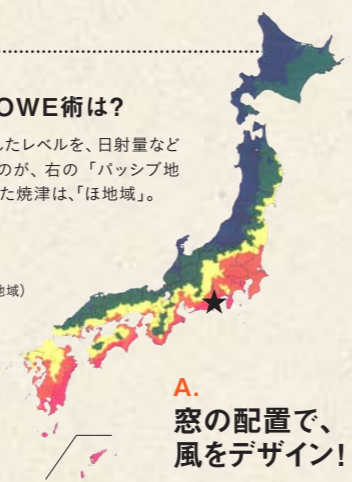 OWE術は?
したレベルを、日射量など
のが、右の「パッシブ地
た焼津は、「ほ地域」。
地域)
A.
窓の配置で、
風をデザイン!